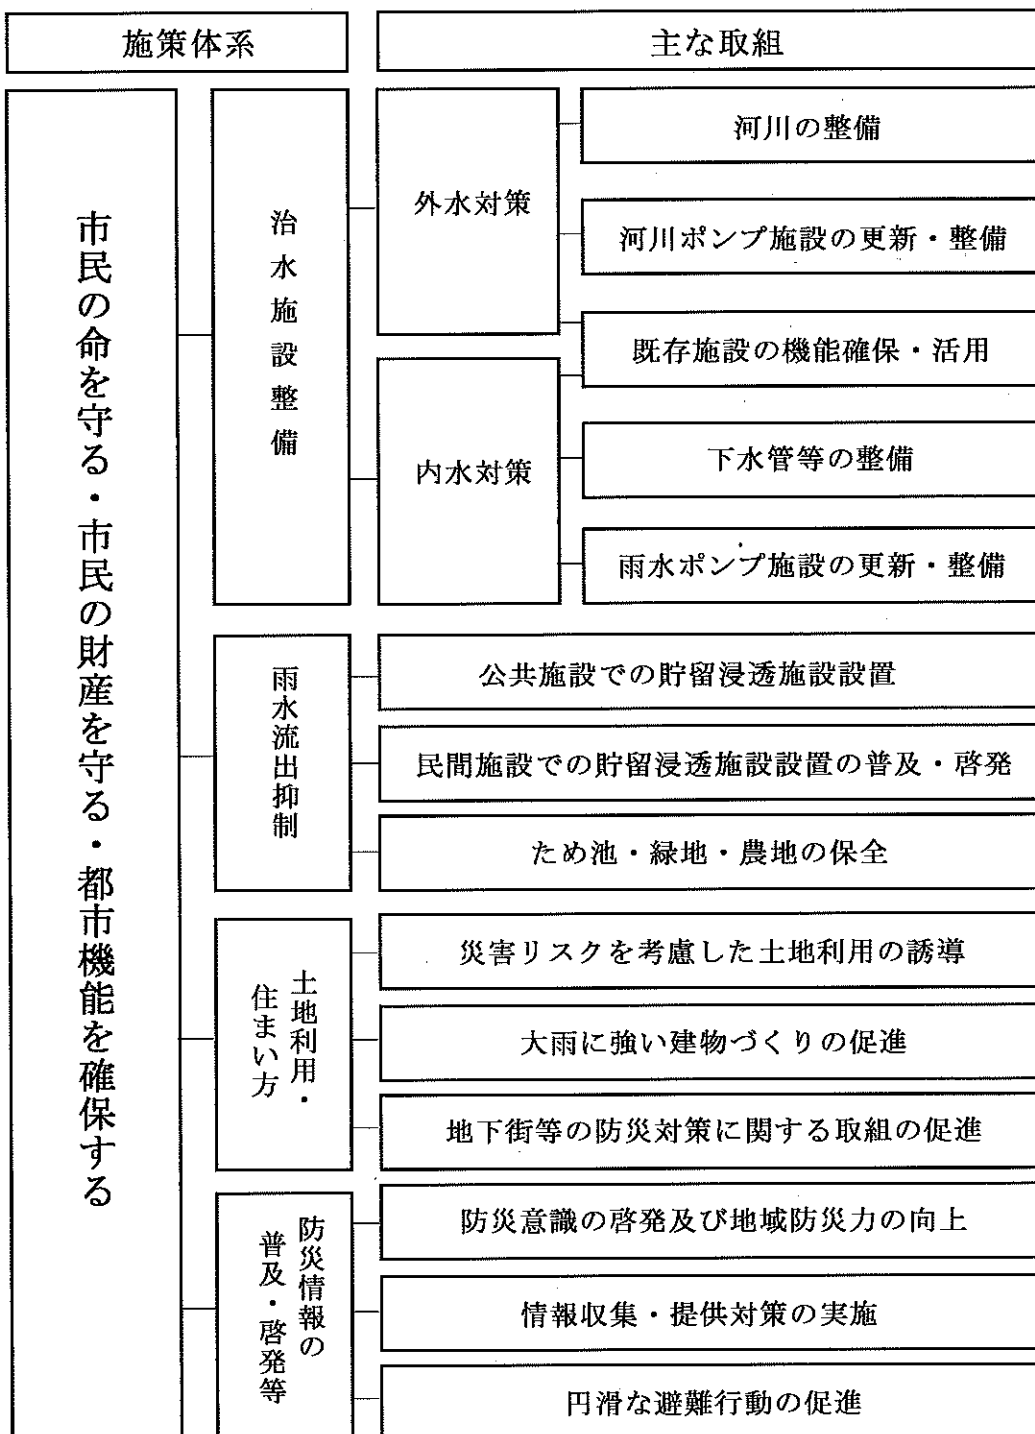 施策体系
主な取組
市民の命を守る・市民の財産を守る・都市機能を確保する
治水施設整備
外水対策
河川の整備
河川ポンプ施設の更新・整備
既存施設の機能確保・活用
内水対策
下水管等の整備
雨水ポンプ施設の更新・整備
雨水流出抑制
公共施設での貯留浸透施設設置
民間施設での貯留浸透施設設置の普及・啓発
ため池・緑地・農地の保全
土地利用・
住まい方
災害リスクを考慮した土地利用の誘導
大雨に強い建物づくりの促進
地下街等の防災対策に関する取組の促進
防災情報の
普及・啓発等
防災意識の啓発及び地域防災力の向上
情報収集・提供対策の実施
円滑な避難行動の促進